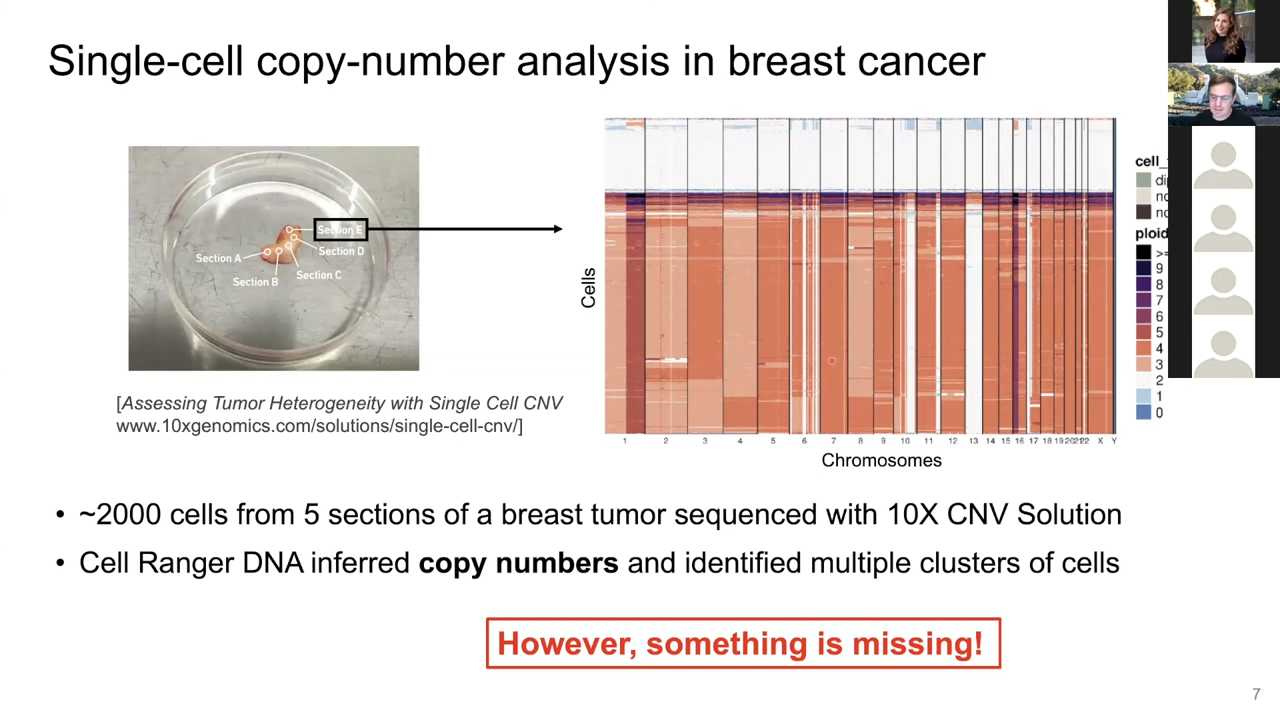 Single-cell copy-number analysis in breast cancer
Section E
Section D
Section A
Section C
Section B
[Assessing Tumor Heterogeneity with Single Cell CNV
www.10xgenomics.com/solutions/single-cell-cnv/]
Cells
1 2 3 4 5 6 7 8 9 10 11 12 13 14 15 16 17 18 19 20 21 22 X Y
Chromosomes
cell_
di
no
no
ploid
>=
9
8
7
6
5
4
3
2
1
0
• ~2000 cells from 5 sections of a breast tumor sequenced with 10X CNV Solution
• Cell Ranger DNA inferred copy numbers and identified multiple clusters of cells
However, something is missing!
7